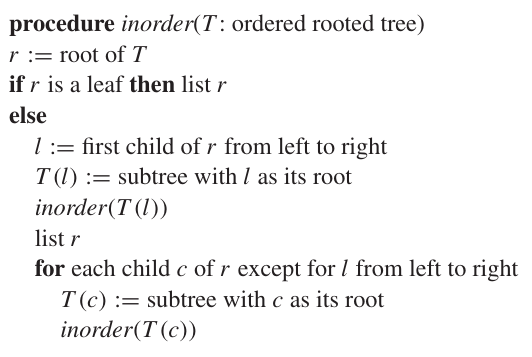 procedure inorder(T: ordered rooted tree)
r := root of T
if r is a leaf then list r
else
l := first child of r from left to right
T(l) := subtree with l as its root
inorder(T(l))
list r
for each child c of r except for l from left to right
T(c) := subtree with c as its root
inorder(T(c))